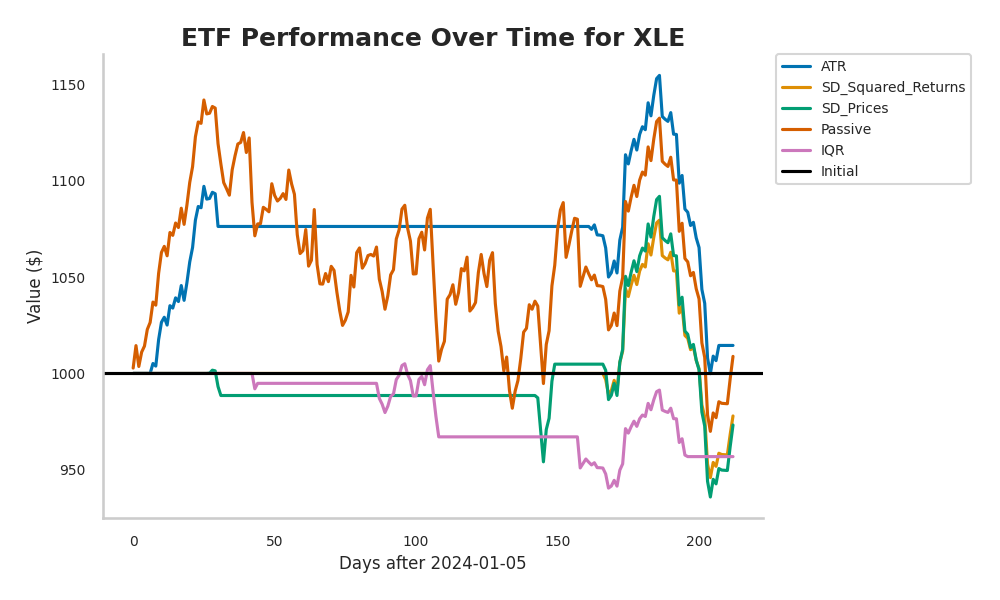 ETF Performance Over Time for XLE
1150
1100
1050
1000
950
Value ($)
0 50 100 150 200
Days after 2024-01-05
ATR
SD_Squared_Returns
SD_Prices
Passive
IQR
Initial